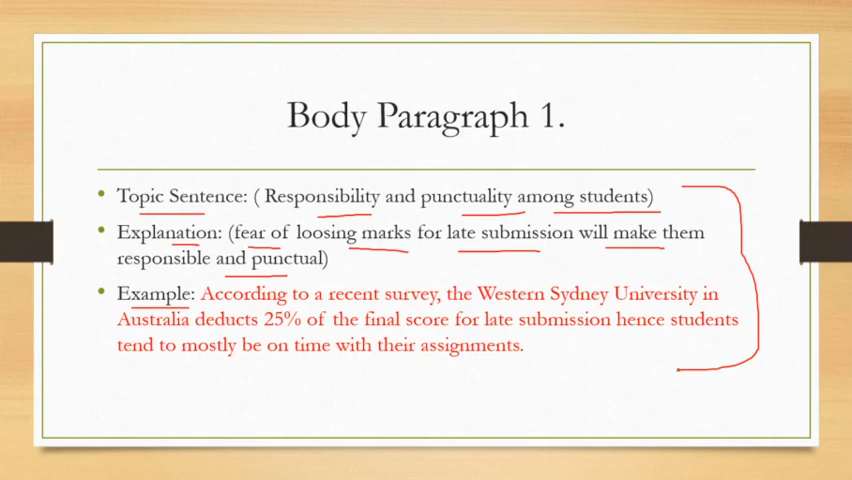 Body Paragraph 1.
• Topic Sentence: ( Responsibility and punctuality among students)
• Explanation: (fear of loosing marks for late submission will make them
responsible and punctual)
• Example: According to a recent survey, the Western Sydney University in
Australia deducts 25% of the final score for late submission hence students
tend to mostly be on time with their assignments.